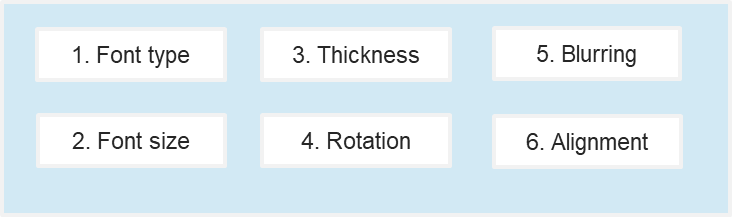 1. Font type
2. Font size
3. Thickness
4. Rotation
5. Blurring
6. Alignment